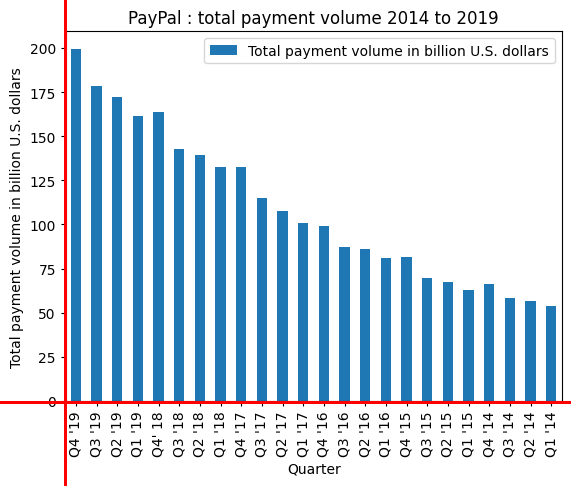 PayPal : total payment volume 2014 to 2019
Total payment volume in billion U.S. dollars
Total payment volume in billion U.S. dollars
200
175
150
125
100
75
50
25
0
Q4 '19
Q3 '19
Q2 '19
Q1 '19
Q4' 18
Q3 '18
Q2 '18
Q1 '18
Q4 '17
Q3 '17
Q2 '17
Q1 '17
Q4 '16
Q3 '16
Q2 '16
Q1 '16
Q4 '15
Q3 '15
Q2 '15
Q1 '15
Q4 '14
Q3 '14
Q2 '14
Q1 '14
Quarter